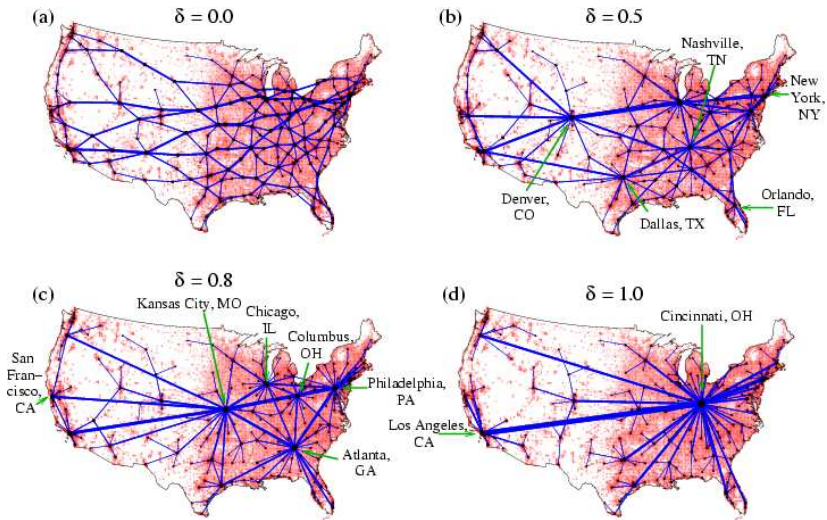 (a)
δ = 0.0
(b)
δ = 0.5
Nashville,
TN
New
York,
NY
Denver,
CO
Dallas, TX
Orlando,
FL
(c)
δ = 0.8
Kansas City, MO
Chicago,
IL
Columbus,
OH
San
Fran–
cisco,
CA
Philadelphia,
PA
Atlanta,
GA
(d)
δ = 1.0
Cincinnati, OH
Los Angeles,
CA